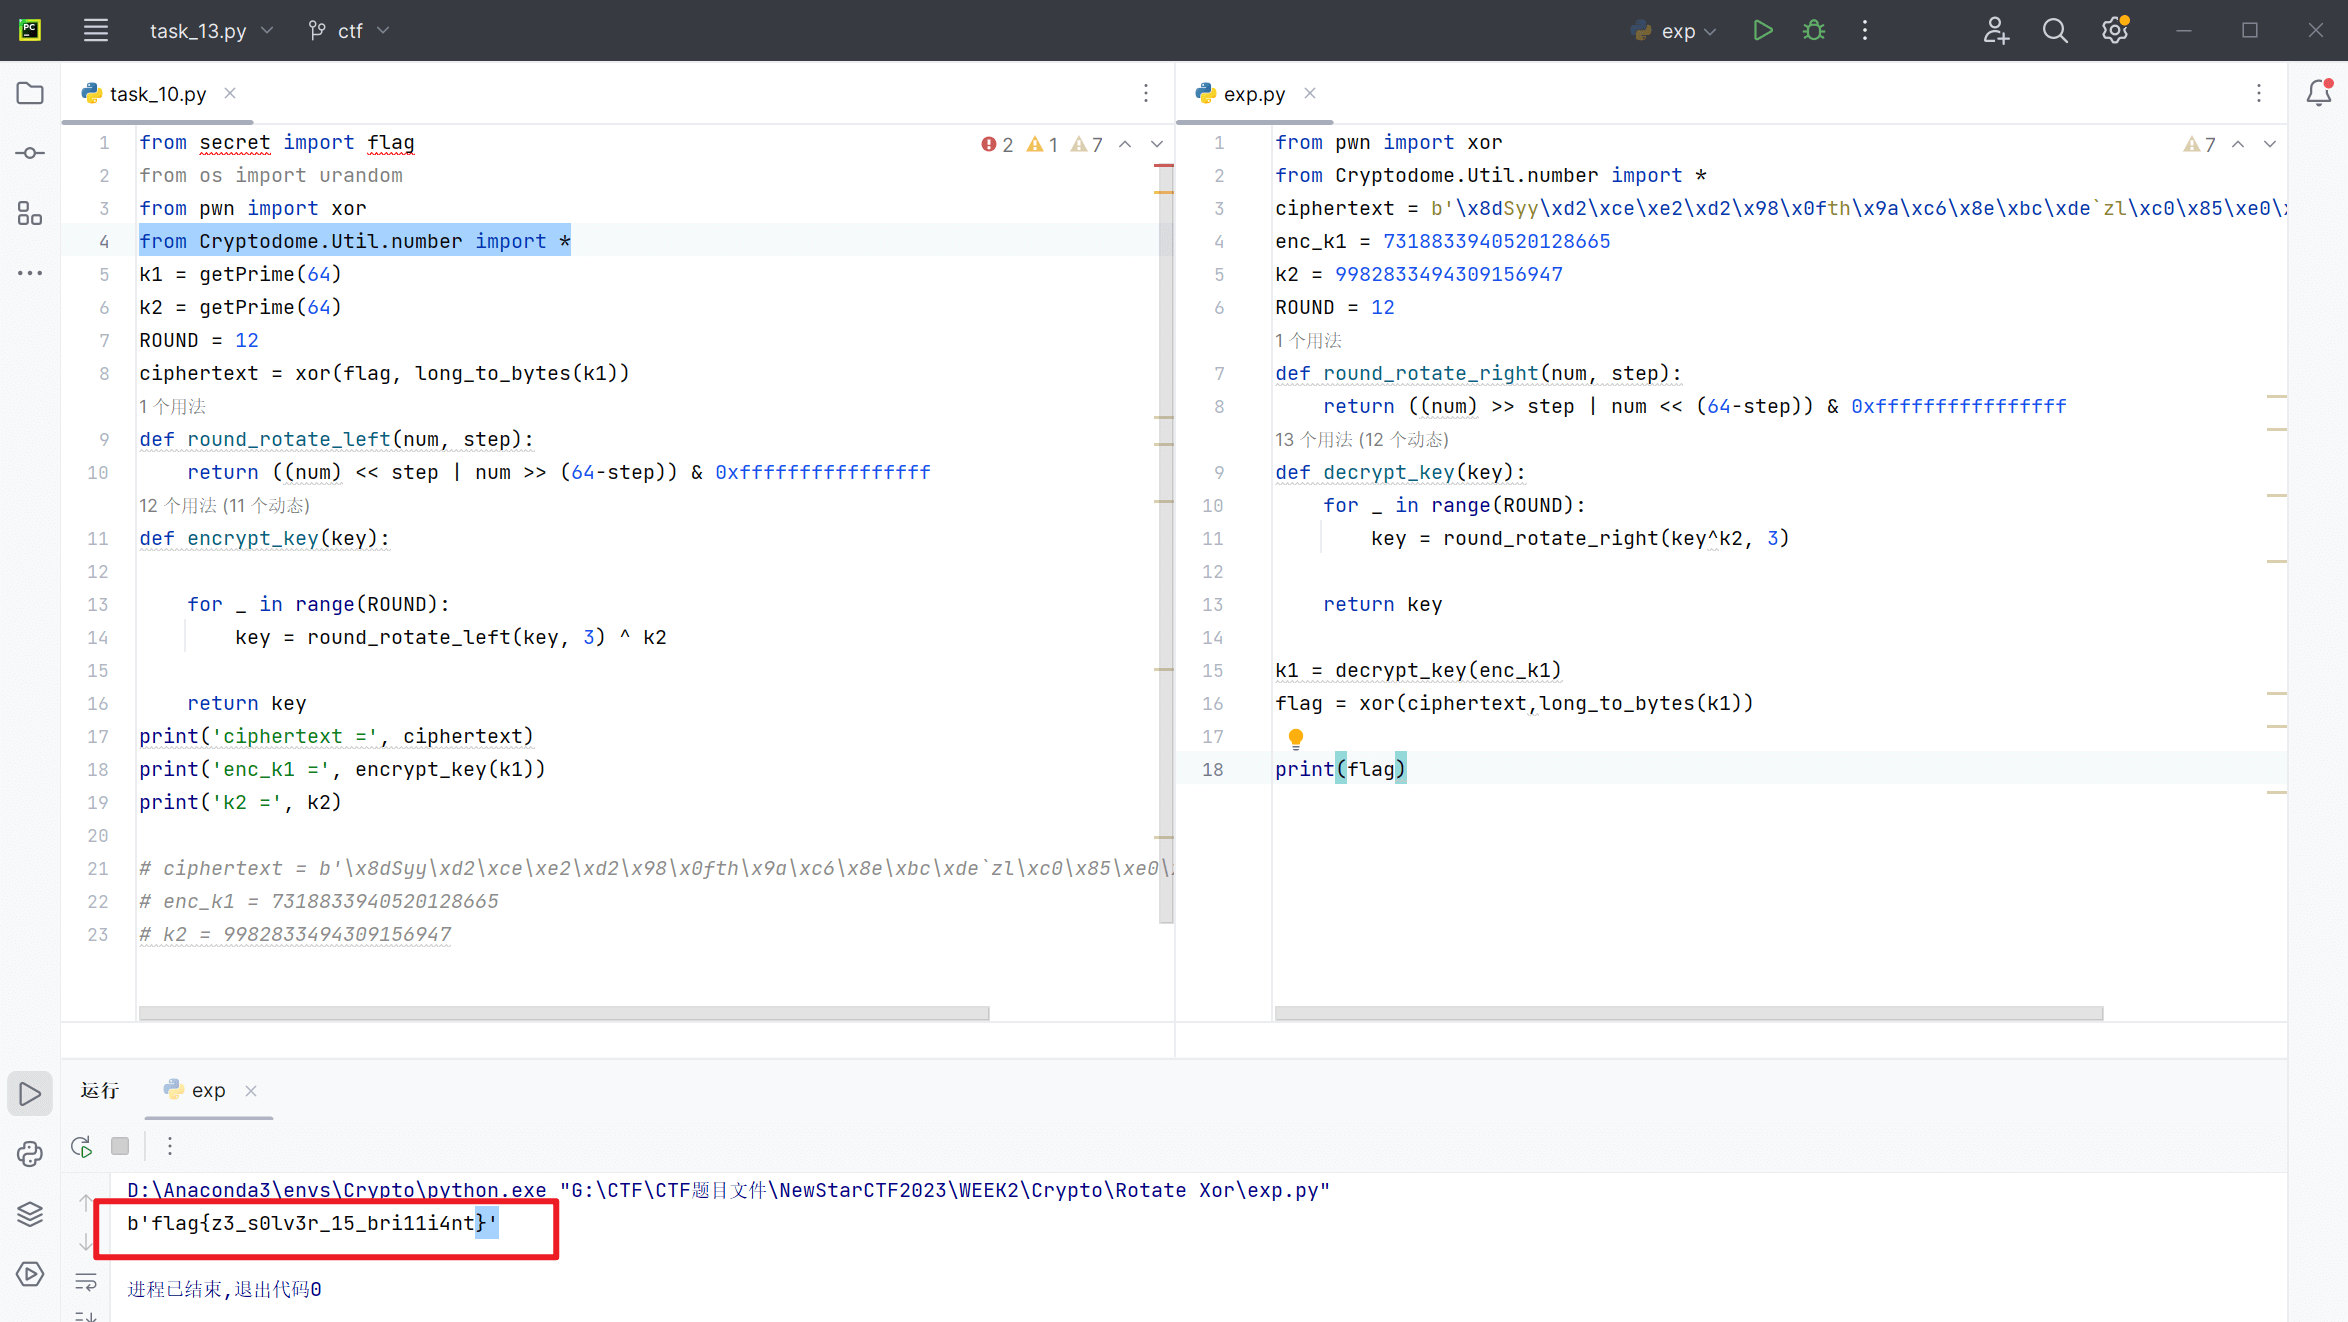 task_13.py
ctf
exp
task_10.py
2 1 7
1 from secret import flag
2 from os import urandom
3 from pwn import xor
4 from Cryptodome.Util.number import *
5 k1 = getPrime(64)
6 k2 = getPrime(64)
7 ROUND = 12
8 ciphertext = xor(flag, long_to_bytes(k1))
1 个用法
9 def round_rotate_left(num, step):
10     return ((num) << step | num >> (64-step)) & 0xffffffffffffffff
12 个用法 (11 个动态)
11 def encrypt_key(key):
12
13     for _ in range(ROUND):
14         key = round_rotate_left(key, 3) ^ k2
15
16     return key
17 print('ciphertext =', ciphertext)
18 print('enc_k1 =', encrypt_key(k1))
19 print('k2 =', k2)
20
21 # ciphertext = b'\x8dSyy\xd2\xce\xe2\xd2\x98\x0fth\x9a\xc6\x8e\xbc\xde`zl\xc0\x85\xe0\
22 # enc_k1 = 7318833940520128665
23 # k2 = 9982833494309156947
exp.py
7
1 from pwn import xor
2 from Cryptodome.Util.number import *
3 ciphertext = b'\x8dSyy\xd2\xce\xe2\xd2\x98\x0fth\x9a\xc6\x8e\xbc\xde`zl\xc0\x85\xe0\
4 enc_k1 = 7318833940520128665
5 k2 = 9982833494309156947
6 ROUND = 12
1 个用法
7 def round_rotate_right(num, step):
8     return ((num) >> step | num << (64-step)) & 0xffffffffffffffff
13 个用法 (12 个动态)
9 def decrypt_key(key):
10     for _ in range(ROUND):
11         key = round_rotate_right(key^k2, 3)
12
13     return key
14
15 k1 = decrypt_key(enc_k1)
16 flag = xor(ciphertext,long_to_bytes(k1))
17
18 print(flag)
运行 exp
D:\Anaconda3\envs\Crypto\python.exe "G:\CTF\CTF题目文件\NewStarCTF2023\WEEK2\Crypto\Rotate Xor\exp.py"
b'flag{z3_s0lv3r_15_bri11i4nt}'
进程已结束,退出代码0